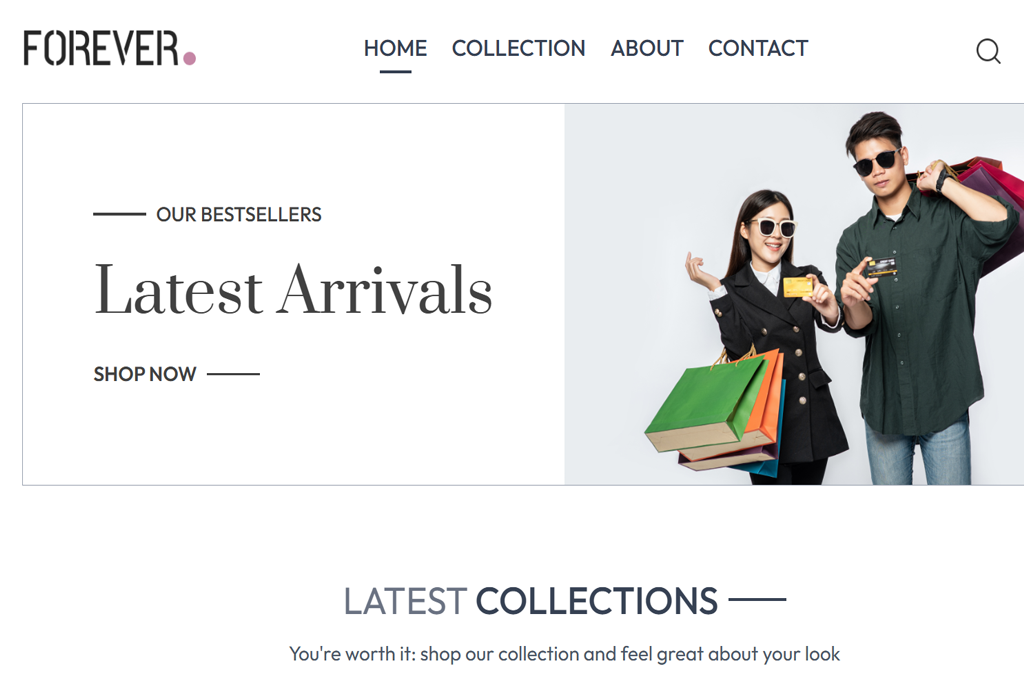 FOREVER.
HOME COLLECTION ABOUT CONTACT
OUR BESTSELLERS
Latest Arrivals
SHOP NOW
LATEST COLLECTIONS
You're worth it: shop our collection and feel great about your look